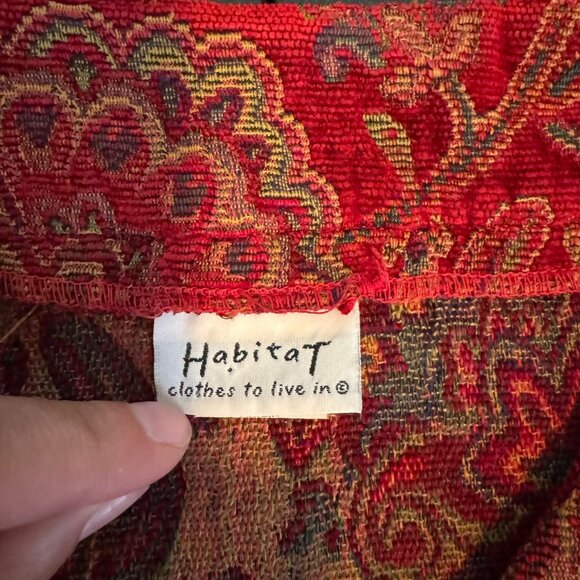 HabitaT
clothes to live in ©